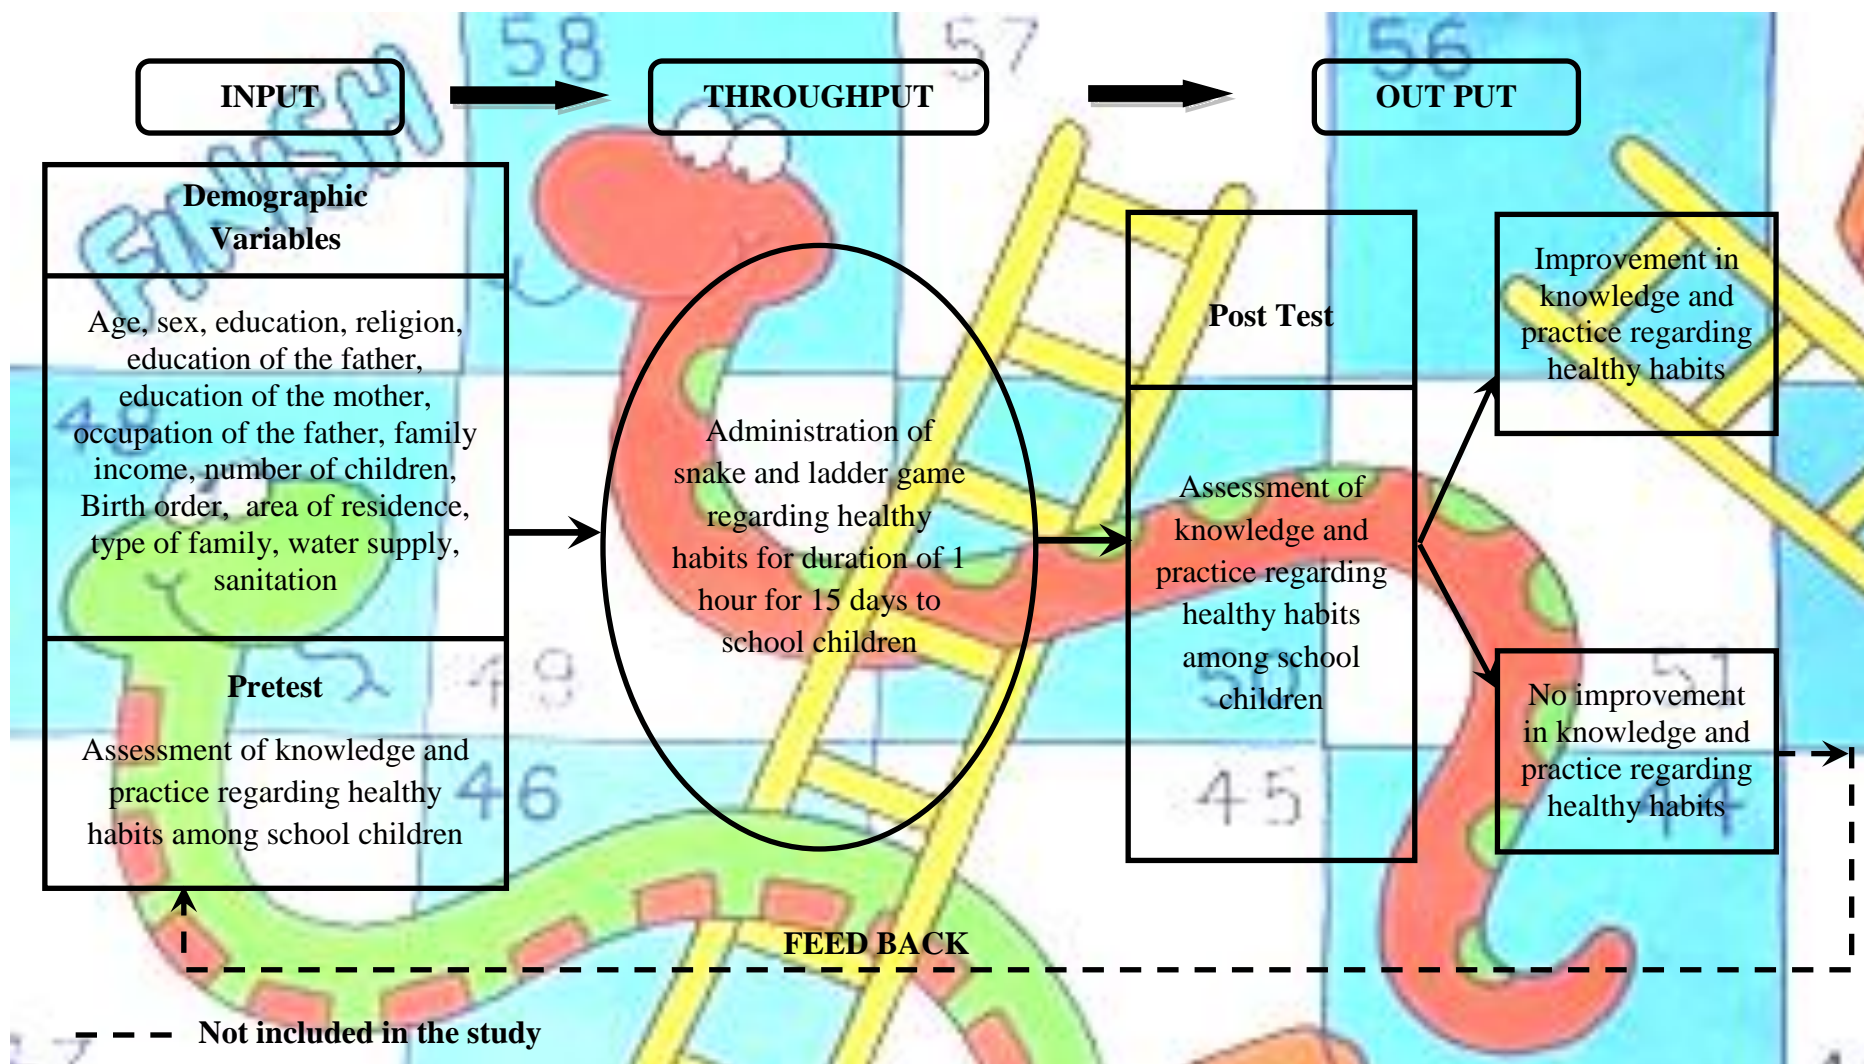 INPUT
THROUGHPUT
OUT PUT
58
57
56
FINISH
Demographic
Variables
Age, sex, education, religion,
education of the father,
education of the mother,
occupation of the father, family
income, number of children,
Birth order, area of residence,
type of family, water supply,
sanitation
Pretest
Assessment of knowledge and
practice regarding healthy
habits among school children
Administration of
snake and ladder game
regarding healthy
habits for duration of 1
hour for 15 days to
school children
Post Test
Assessment of
knowledge and
practice regarding
healthy habits
among school
children
Improvement in
knowledge and
practice regarding
healthy habits
No improvement
in knowledge and
practice regarding
healthy habits
48
49
50
51
46
45
44
FEED BACK
Not included in the study